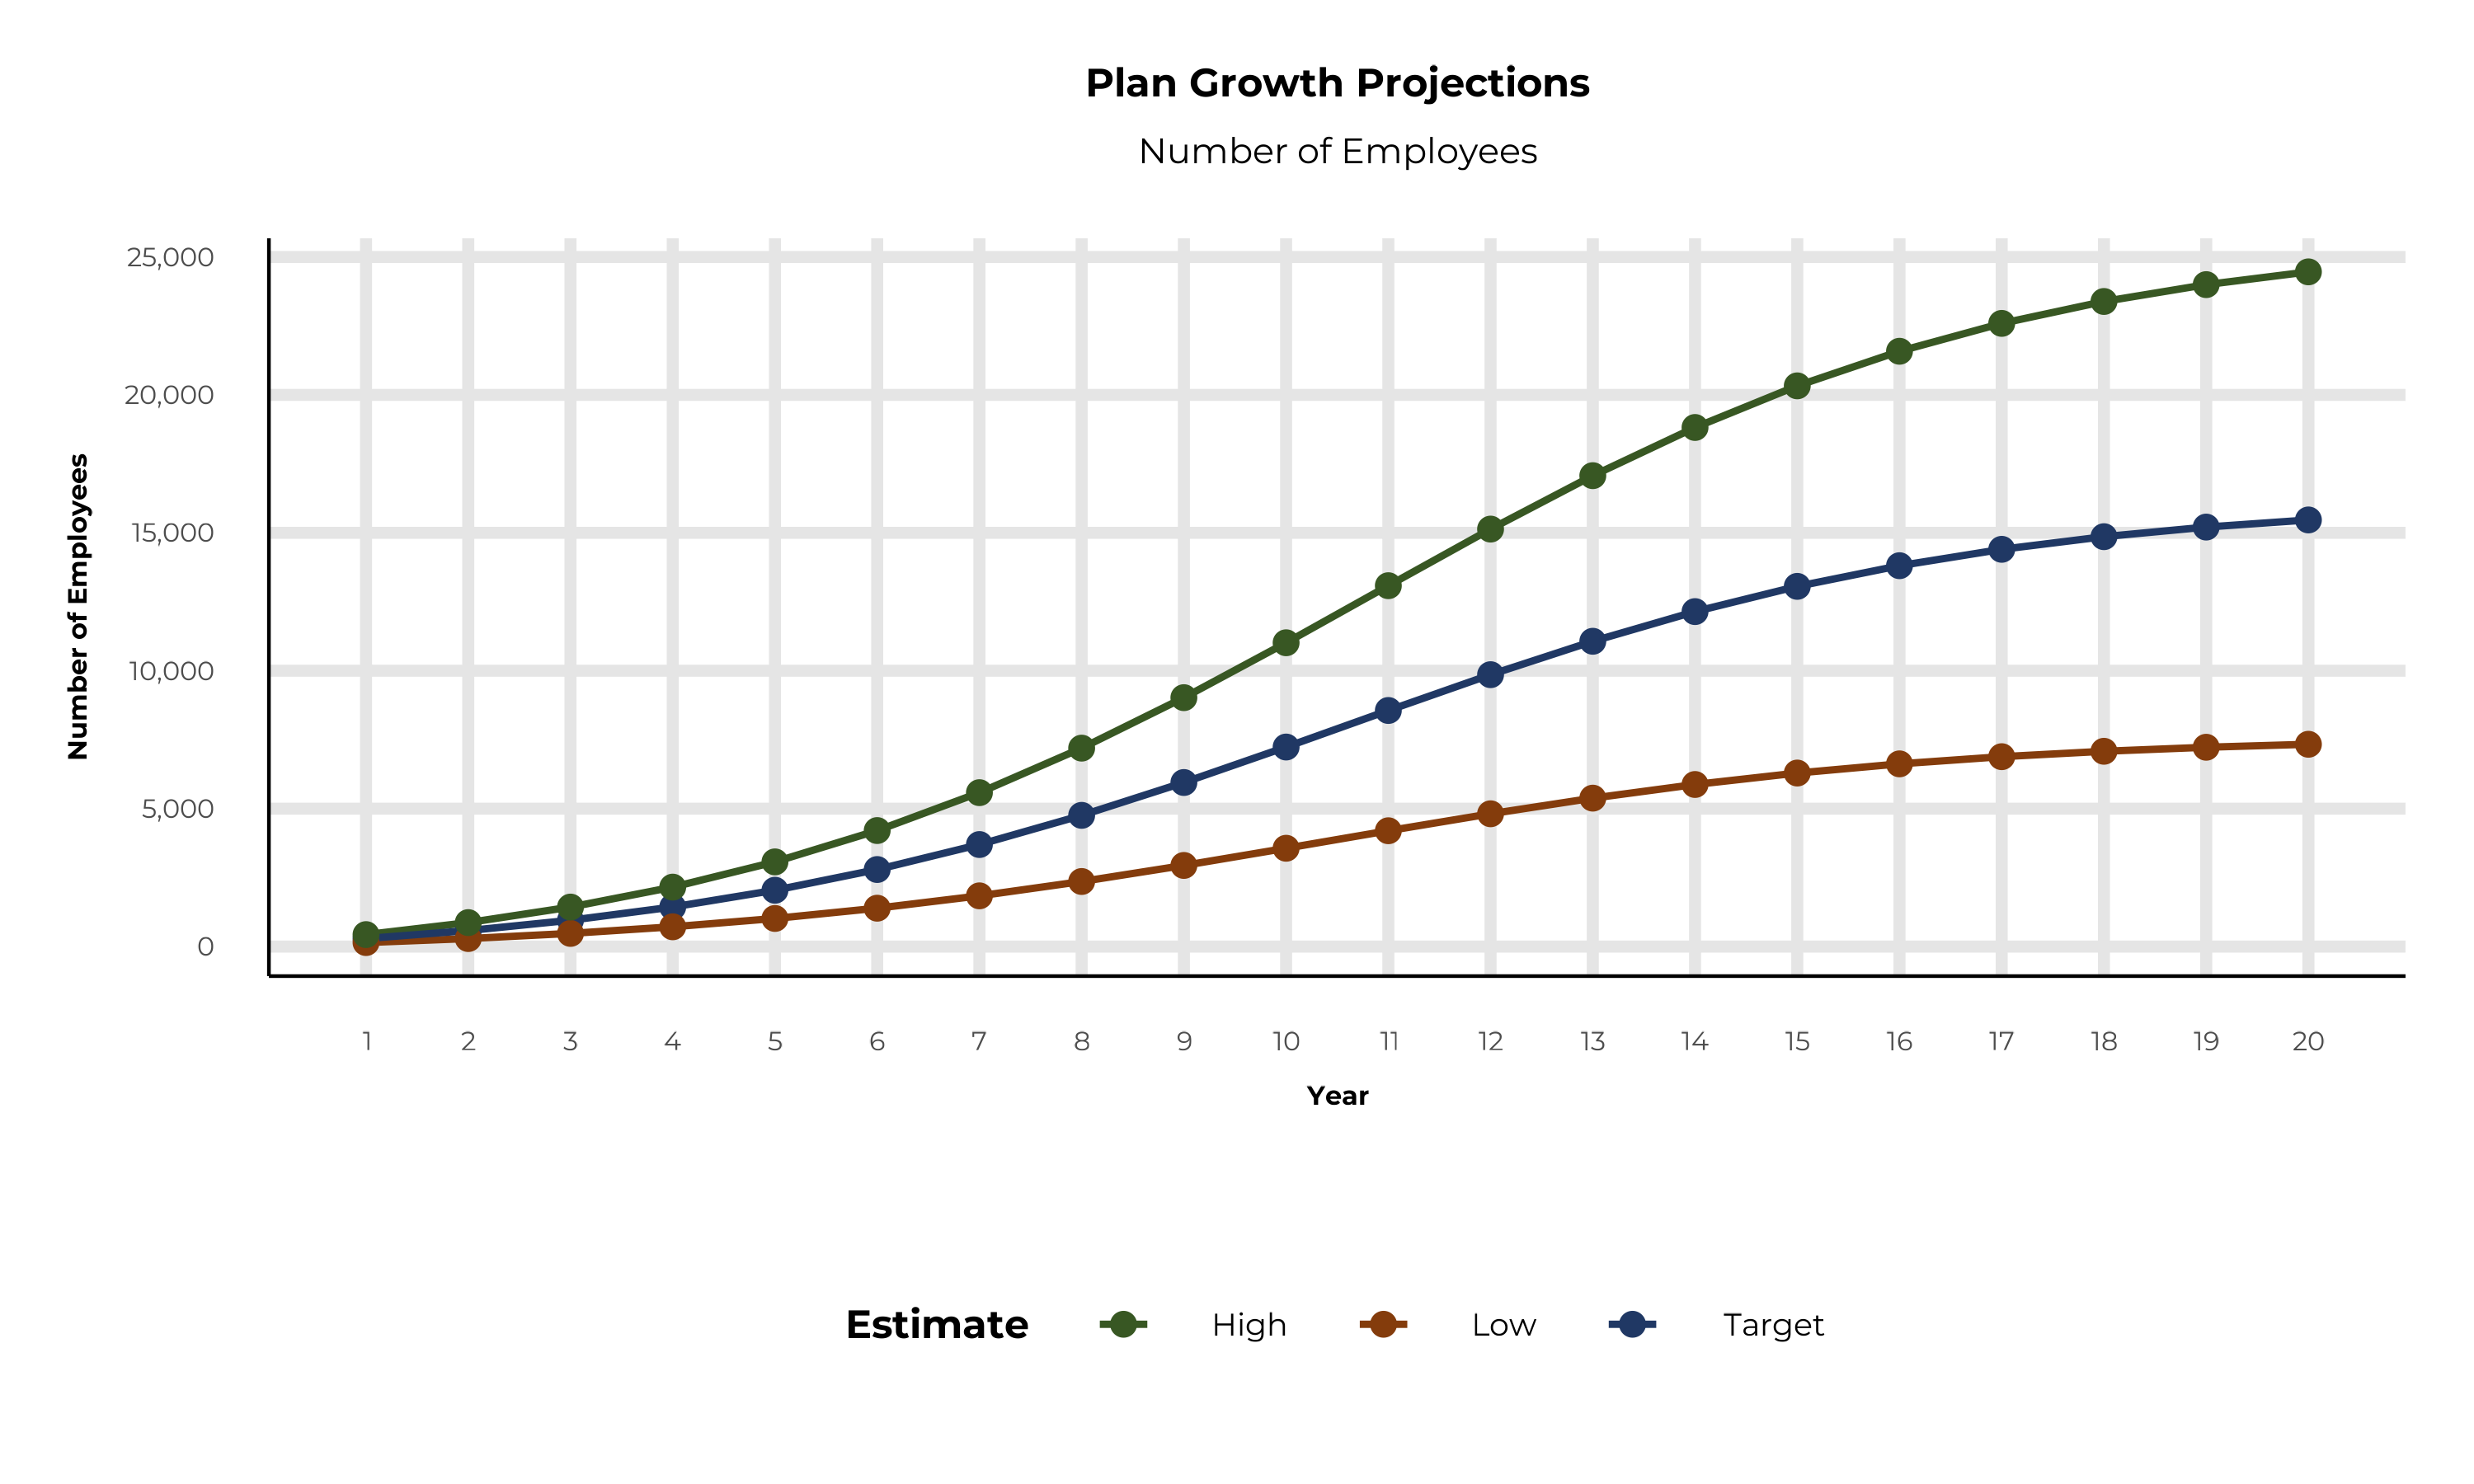 Plan Growth Projections
Number of Employees
25,000
20,000
15,000
10,000
5,000
0
Number of Employees
1 2 3 4 5 6 7 8 9 10 11 12 13 14 15 16 17 18 19 20
Year
Estimate High Low Target